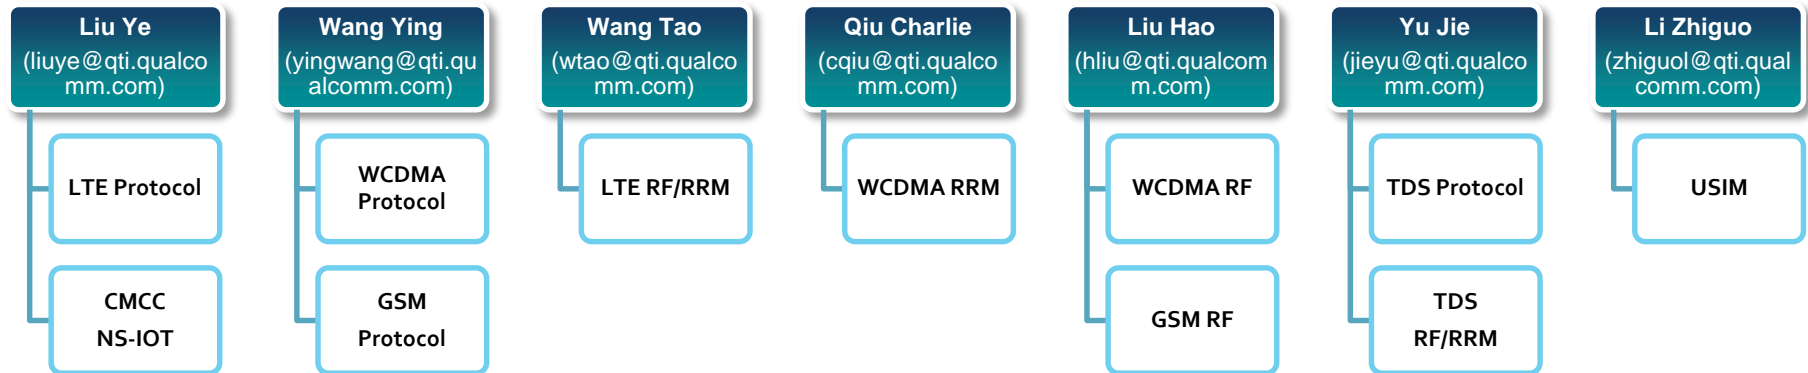 Liu Ye
(liuye@qti.qualco
mm.com)
LTE Protocol
CMCC
NS-IOT
Wang Ying
(yingwang@qti.qu
alcomm.com)
WCDMA
Protocol
GSM
Protocol
Wang Tao
(wtao@qti.qualco
mm.com)
LTE RF/RRM
Qiu Charlie
(cqiu@qti.qualco
mm.com)
WCDMA RRM
Liu Hao
(hliu@qti.qualcom
m.com)
WCDMA RF
GSM RF
Yu Jie
(jieyu@qti.qualco
mm.com)
TDS Protocol
TDS
RF/RRM
Li Zhiguo
(zhiguol@qti.qual
comm.com)
USIM